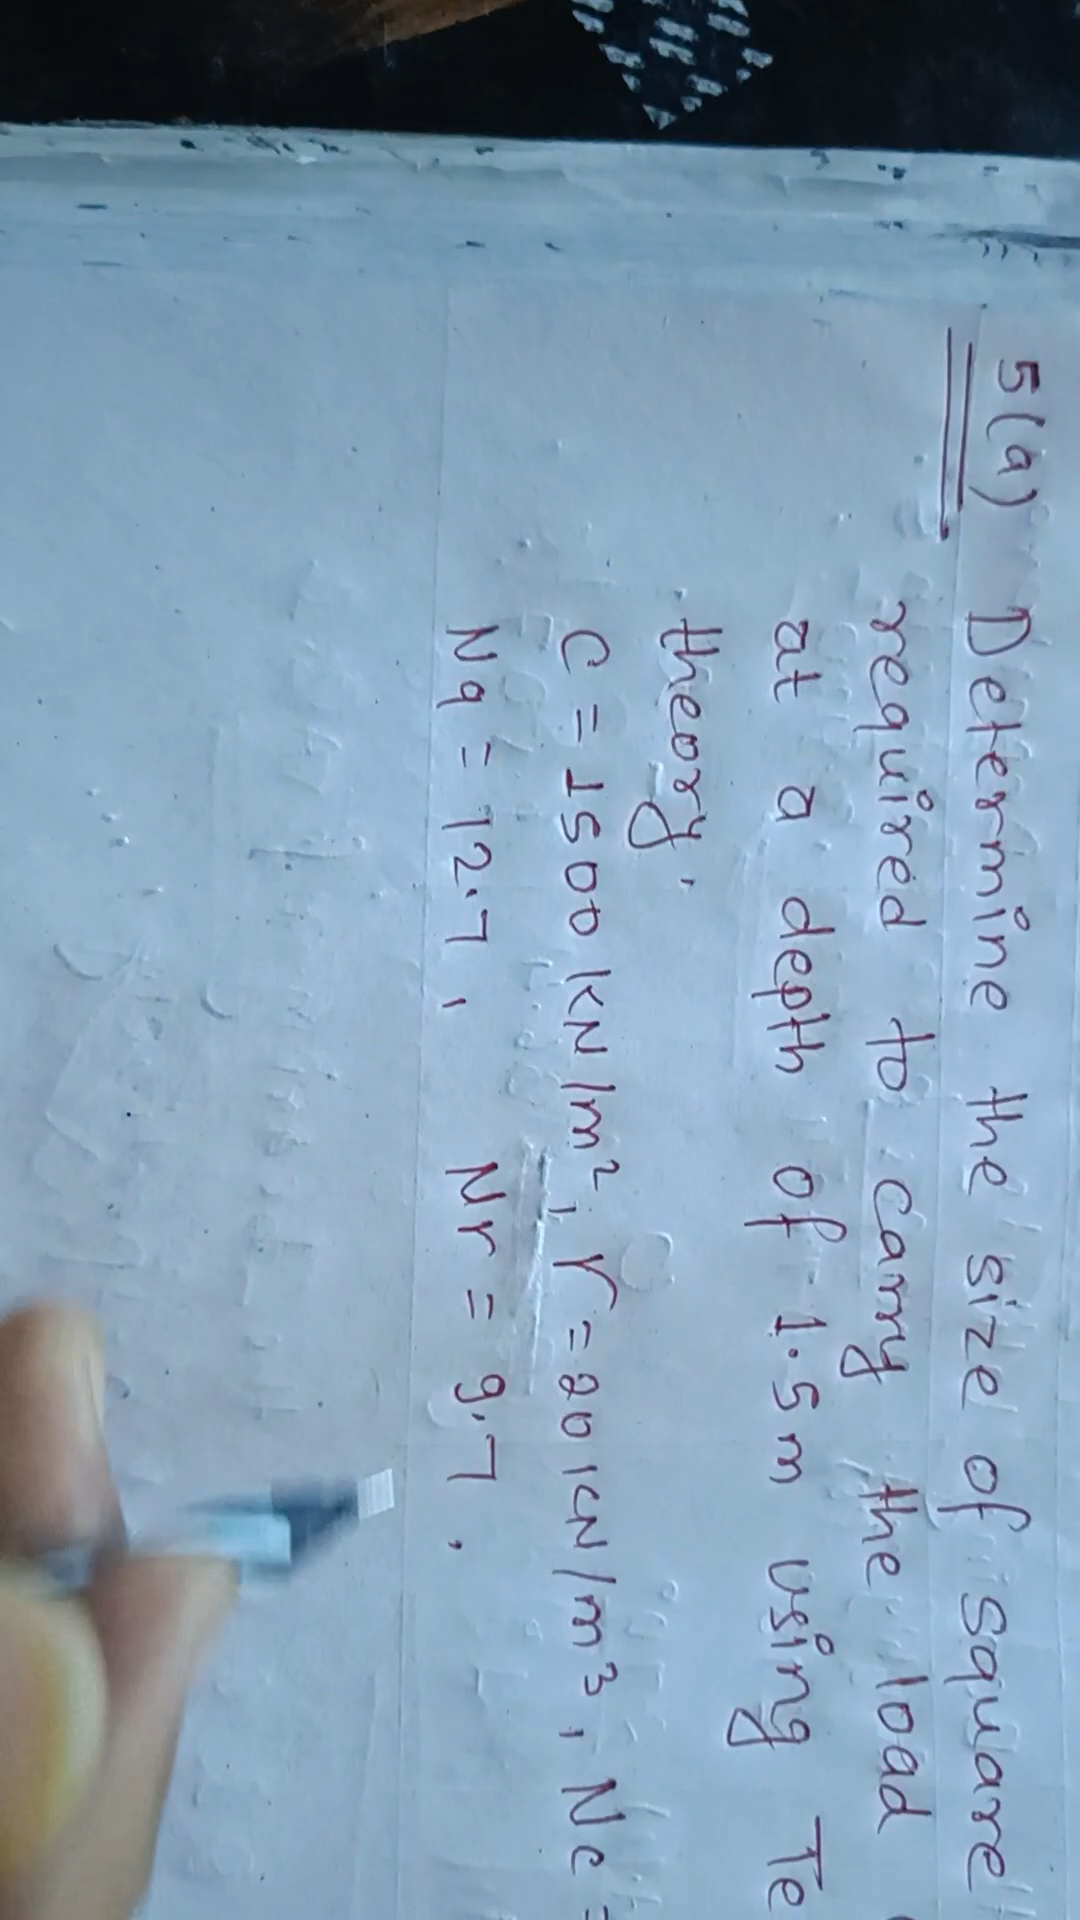 5(a) Determine the size of square
required to carry the load
at a depth of 1.5m using Te
theory.
C = 1500 kN/m², γ = 20 kN/m³, Nc =
Nq = 12.7, Nr = 9.7.